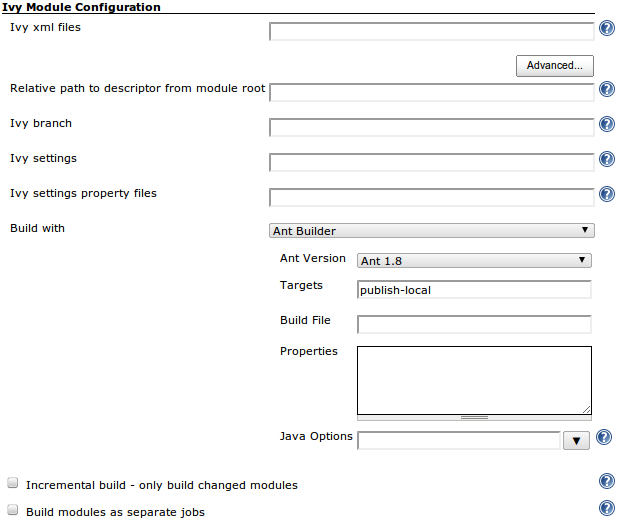 Ivy Module Configuration
Ivy xml files
Advanced...
Relative path to descriptor from module root
Ivy branch
Ivy settings
Ivy settings property files
Build with Ant Builder
Ant Version Ant 1.8
Targets publish-local
Build File
Properties
Java Options
Incremental build - only build changed modules
Build modules as separate jobs